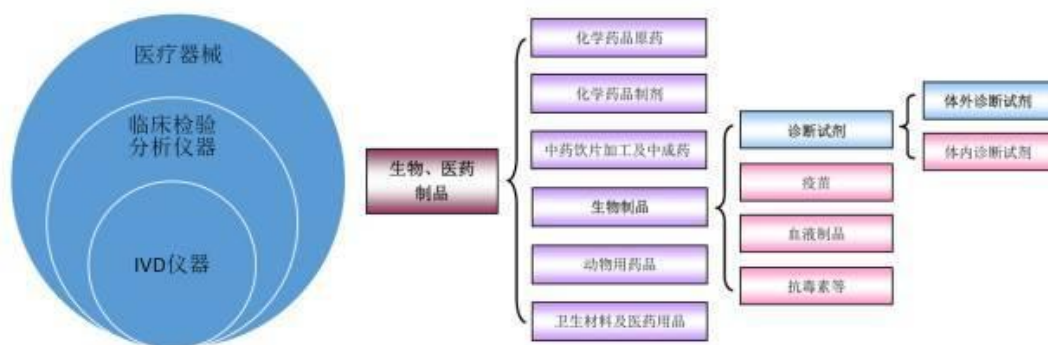 医疗器械
临床检验
分析仪器
IVD仪器
生物、医药
制品
化学药品原药
化学药品制剂
中药饮片加工及中成药
生物制品
动物用药品
卫生材料及医药用品
诊断试剂
疫苗
血液制品
抗毒素等
体外诊断试剂
体内诊断试剂